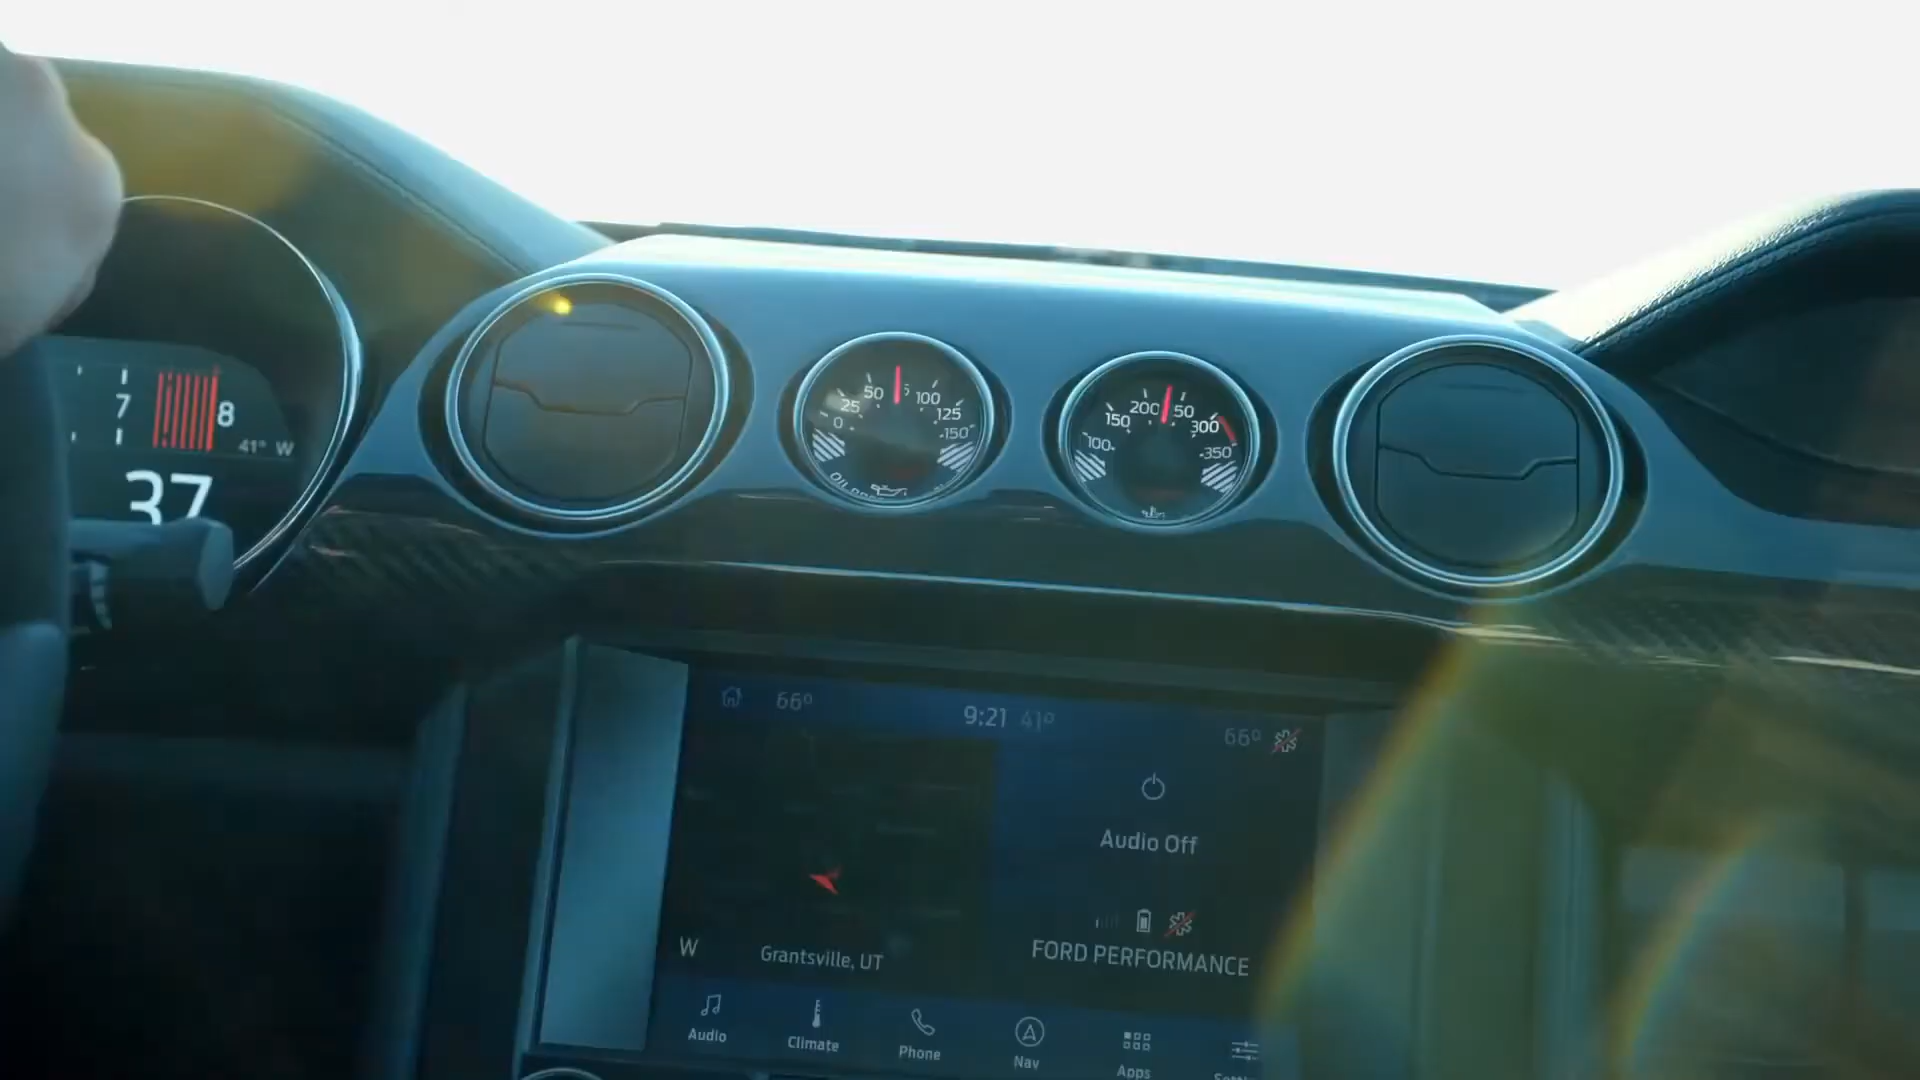 7
8
41° W
37
0
25
50
100
125
150
100
150
200
50
300
350
66°
9:21 41°
66°
Audio Off
W
Grantsville, UT
FORD PERFORMANCE
Audio
Climate
Phone
Nav
Apps